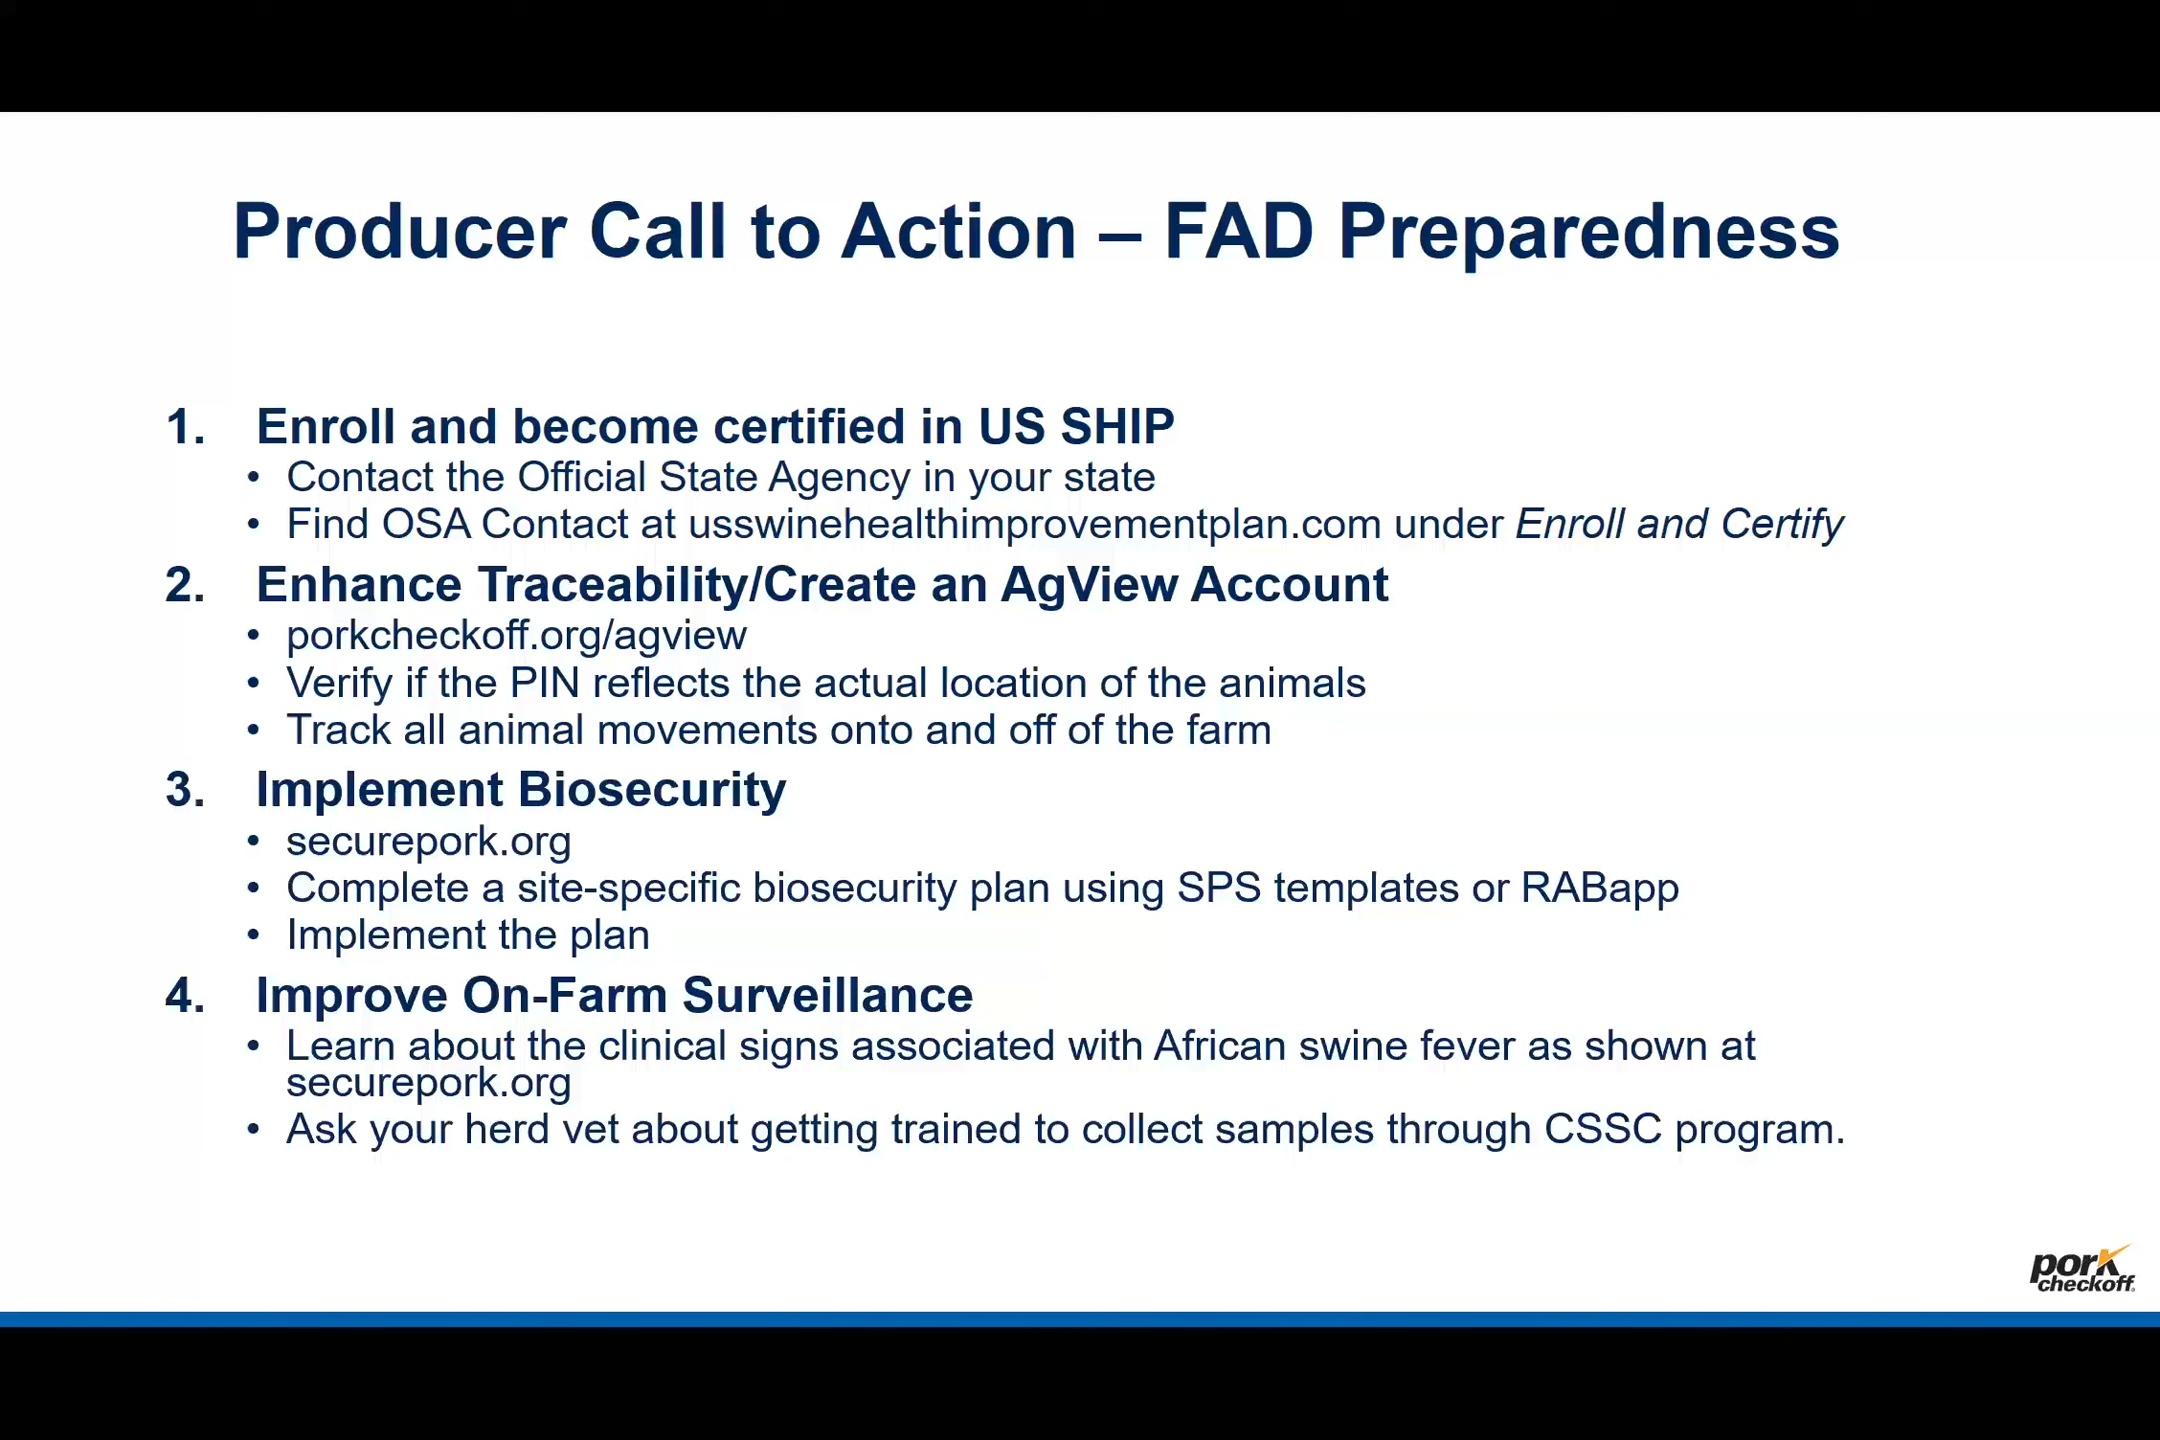 Producer Call to Action – FAD Preparedness
1. Enroll and become certified in US SHIP
• Contact the Official State Agency in your state
• Find OSA Contact at usswinehealthimprovementplan.com under Enroll and Certify
2. Enhance Traceability/Create an AgView Account
• porkcheckoff.org/agview
• Verify if the PIN reflects the actual location of the animals
• Track all animal movements onto and off of the farm
3. Implement Biosecurity
• securepork.org
• Complete a site-specific biosecurity plan using SPS templates or RABapp
• Implement the plan
4. Improve On-Farm Surveillance
• Learn about the clinical signs associated with African swine fever as shown at
securepork.org
• Ask your herd vet about getting trained to collect samples through CSSC program.
pork
checkoff.